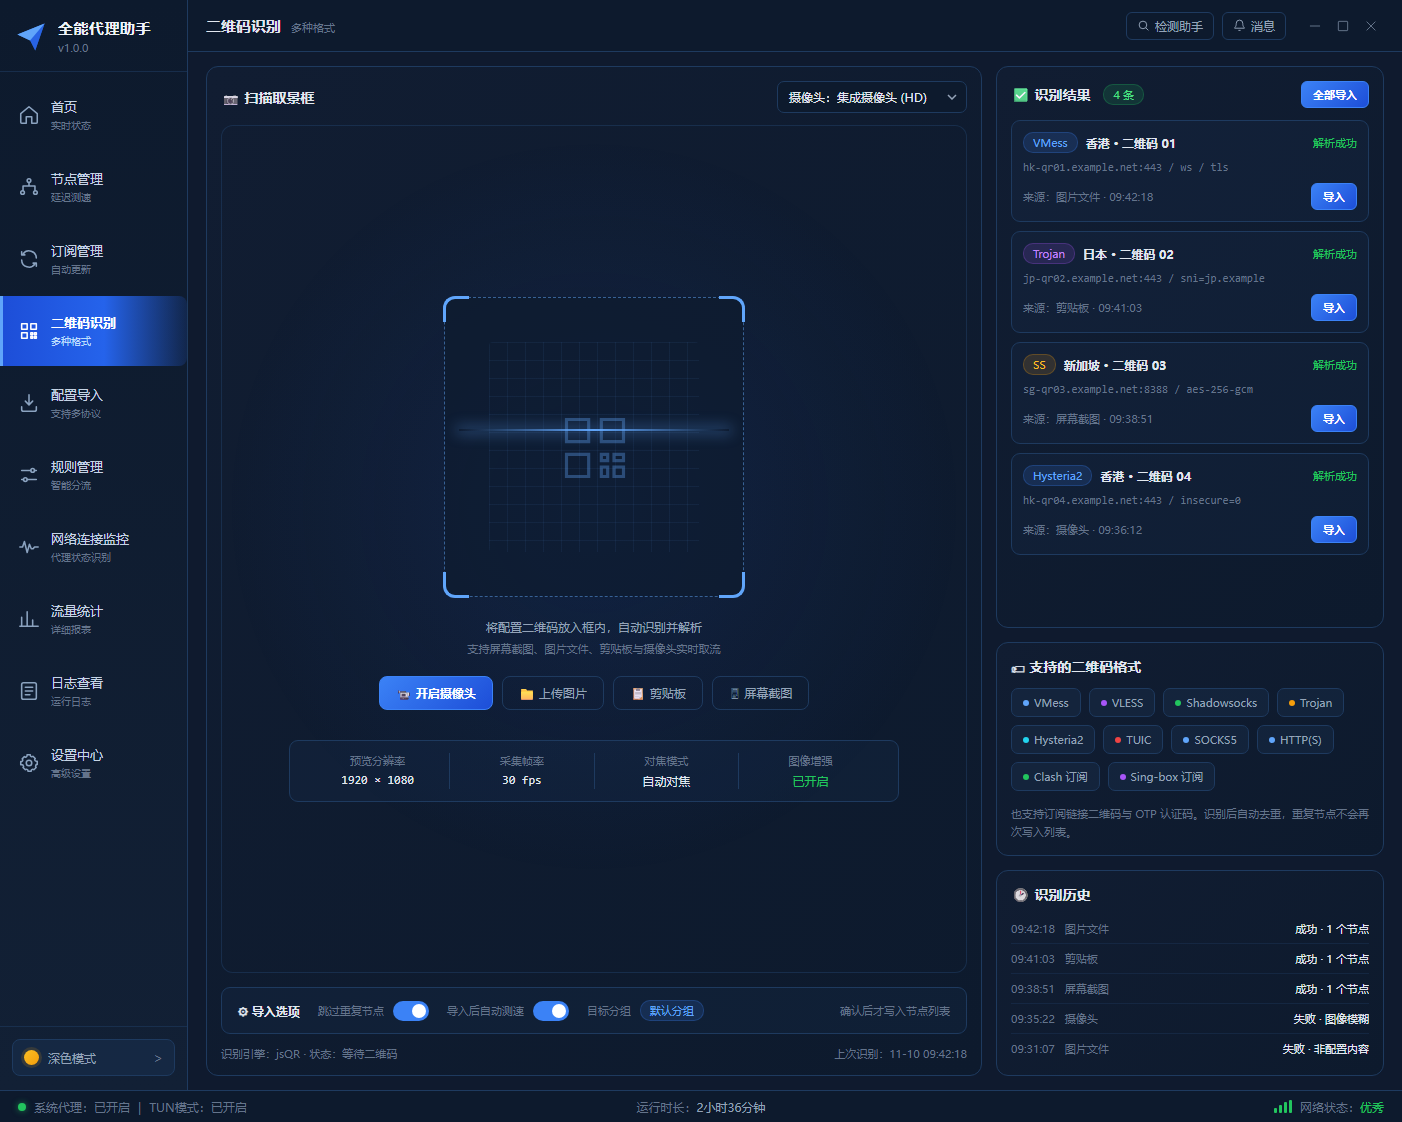 全能代理助手
v1.0.0
首页
实时状态
节点管理
延迟测速
订阅管理
自动更新
二维码识别
多种格式
配置导入
支持多协议
规则管理
智能分流
网络连接监控
代理状态识别
流量统计
详细报表
日志查看
运行日志
设置中心
高级设置
深色模式 >
二维码识别 多种格式
检测助手 消息
扫描取景框
摄像头：集成摄像头 (HD)
将配置二维码放入框内，自动识别并解析
支持屏幕截图、图片文件、剪贴板与摄像头实时取流
开启摄像头 上传图片 剪贴板 屏幕截图
预览分辨率 采集帧率 对焦模式 图像增强
1920 × 1080 30 fps 自动对焦 已开启
导入选项 跳过重复节点 导入后自动测速 目标分组 默认分组 确认后才写入节点列表
识别引擎：jsQR · 状态：等待二维码 上次识别：11-10 09:42:18
识别结果 4 条 全部导入
VMess 香港 • 二维码 01 解析成功
hk-qr01.example.net:443 / ws / tls
来源：图片文件 · 09:42:18 导入
Trojan 日本 • 二维码 02 解析成功
jp-qr02.example.net:443 / sni=jp.example
来源：剪贴板 · 09:41:03 导入
SS 新加坡 • 二维码 03 解析成功
sg-qr03.example.net:8388 / aes-256-gcm
来源：屏幕截图 · 09:38:51 导入
Hysteria2 香港 • 二维码 04 解析成功
hk-qr04.example.net:443 / insecure=0
来源：摄像头 · 09:36:12 导入
支持的二维码格式
VMess VLESS Shadowsocks Trojan
Hysteria2 TUIC SOCKS5 HTTP(S)
Clash 订阅 Sing-box 订阅
也支持订阅链接二维码与 OTP 认证码。识别后自动去重，重复节点不会再
次写入列表。
识别历史
09:42:18 图片文件 成功 · 1 个节点
09:41:03 剪贴板 成功 · 1 个节点
09:38:51 屏幕截图 成功 · 1 个节点
09:35:22 摄像头 失败 · 图像模糊
09:31:07 图片文件 失败 · 非配置内容
系统代理：已开启 | TUN模式：已开启 运行时长：2小时36分钟 网络状态：优秀